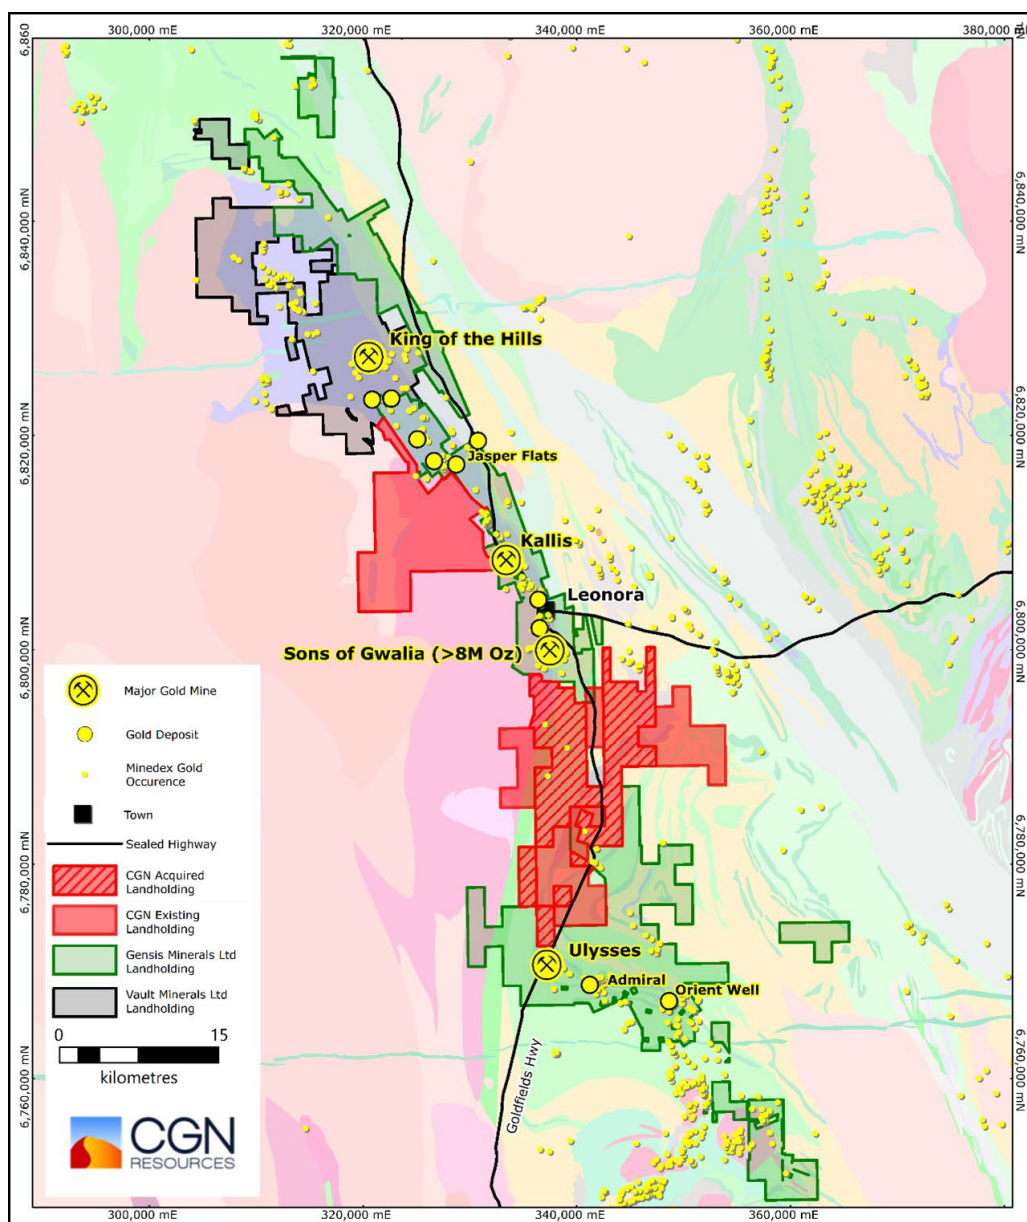 300,000 mE
320,000 mE
340,000 mE
360,000 mE
380,000 mE
6,860
mN
6,840,000 mN
6,840,000 mN
King of the Hills
6,820,000 mN
6,820,000 mN
Jasper Flats
Kallis
Leonora
6,800,000 mN
6,800,000 mN
Sons of Gwalia (>8M Oz)
Major Gold Mine
Gold Deposit
Minedex Gold
Occurence
Town
Sealed Highway
CGN Acquired
Landholding
CGN Existing
Landholding
Gensis Minerals Ltd
Landholding
Vault Minerals Ltd
Landholding
0 15
kilometres
CGN
RESOURCES
6,780,000 mN
6,780,000 mN
Ulysses
Admiral
Orient Well
Goldfields Hwy
6,760,000 mN
6,760,000 mN
300,000 mE
320,000 mE
340,000 mE
360,000 mE